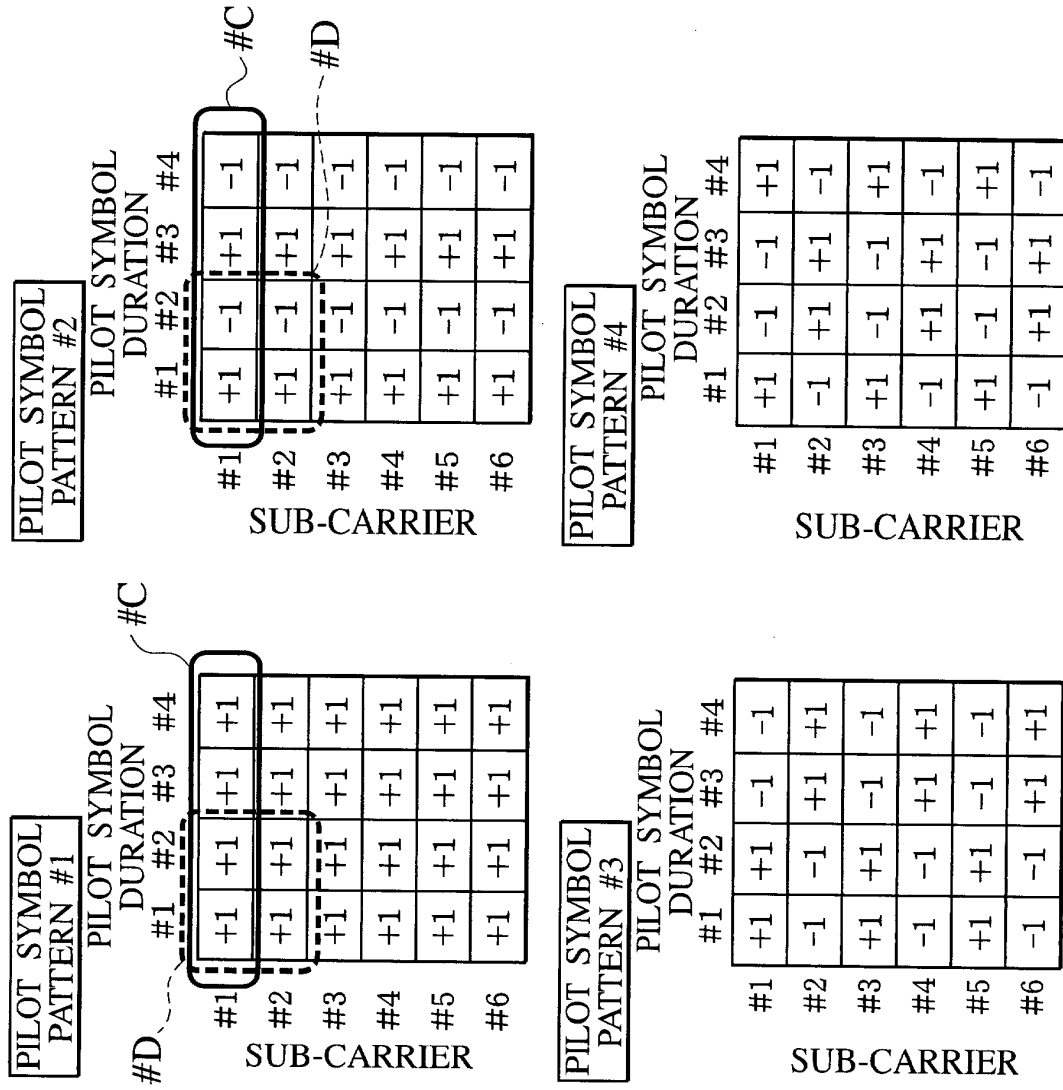 PILOT SYMBOL
PATTERN #1
PILOT SYMBOL
DURATION
#1 #2 #3 #4
#C
#D
SUB-CARRIER
#1 +1 +1 +1 +1
#2 +1 +1 +1 +1
#3 +1 +1 +1 +1
#4 +1 +1 +1 +1
#5 +1 +1 +1 +1
#6 +1 +1 +1 +1
PILOT SYMBOL
PATTERN #2
PILOT SYMBOL
DURATION
#1 #2 #3 #4
#C
#D
SUB-CARRIER
#1 +1 -1 +1 -1
#2 +1 -1 +1 -1
#3 +1 -1 +1 -1
#4 +1 -1 +1 -1
#5 +1 -1 +1 -1
#6 +1 -1 +1 -1
PILOT SYMBOL
PATTERN #3
PILOT SYMBOL
DURATION
#1 #2 #3 #4
SUB-CARRIER
#1 +1 +1 -1 -1
#2 -1 -1 +1 +1
#3 +1 +1 -1 -1
#4 -1 -1 +1 +1
#5 +1 +1 -1 -1
#6 -1 -1 +1 +1
PILOT SYMBOL
PATTERN #4
PILOT SYMBOL
DURATION
#1 #2 #3 #4
SUB-CARRIER
#1 +1 -1 -1 +1
#2 -1 +1 +1 -1
#3 +1 -1 -1 +1
#4 -1 +1 +1 -1
#5 +1 -1 -1 +1
#6 -1 +1 +1 -1